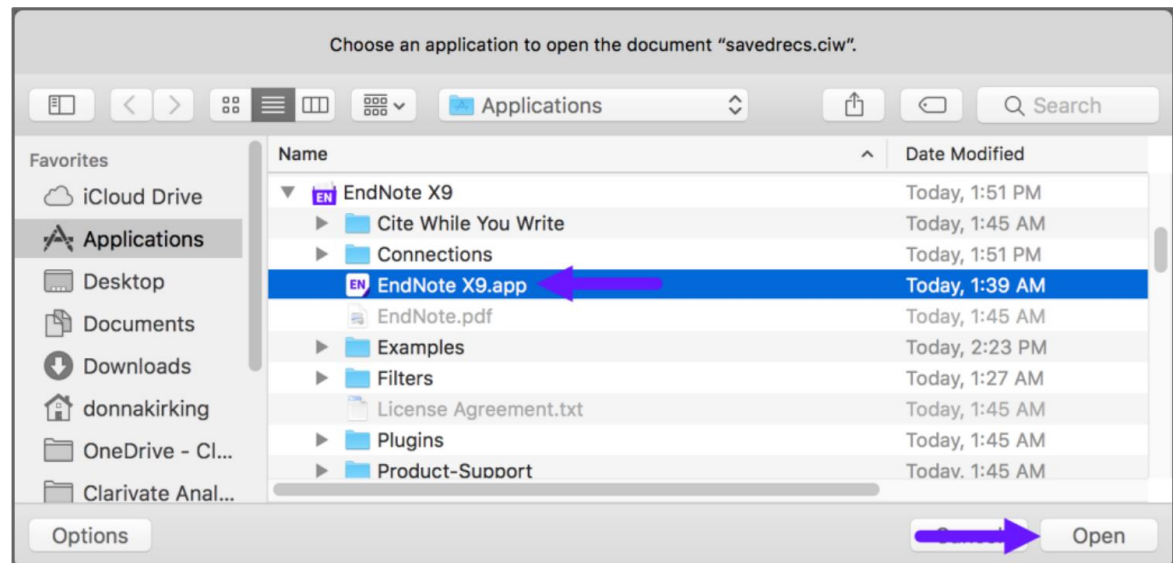 Choose an application to open the document “savedrecs.ciw”.
Applications
Search
Favorites
iCloud Drive
Applications
Desktop
Documents
Downloads
donnakirking
OneDrive - Cl...
Clarivate Anal...
Name Date Modified
EN EndNote X9 Today, 1:51 PM
Cite While You Write Today, 1:45 AM
Connections Today, 1:51 PM
EN EndNote X9.app Today, 1:39 AM
EndNote.pdf Today, 1:45 AM
Examples Today, 2:23 PM
Filters Today, 1:27 AM
License Agreement.txt Today, 1:45 AM
Plugins Today, 1:45 AM
Product-Support Today, 1:45 AM
Options Open